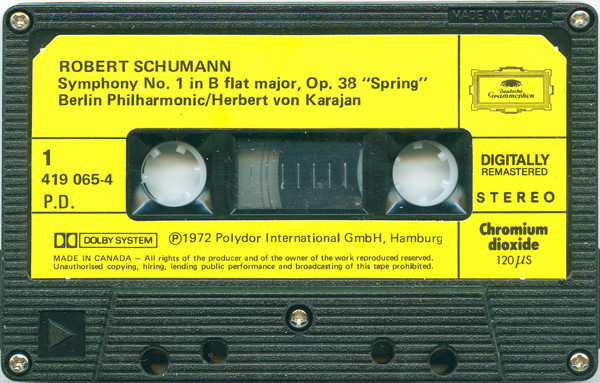 MADE IN CANADA
ROBERT SCHUMANN
Symphony No. 1 in B flat major, Op. 38 "Spring"
Berlin Philharmonic/Herbert von Karajan
Deutsche
Grammophon
1
419 065-4
P.D.
DIGITALLY
REMASTERED
STEREO
DOLBY SYSTEM
℗1972 Polydor International GmbH, Hamburg
MADE IN CANADA – All rights of the producer and of the owner of the work reproduced reserved.
Unauthorised copying, hiring, lending public performance and broadcasting of this tape prohibited.
Chromium
dioxide
120µS